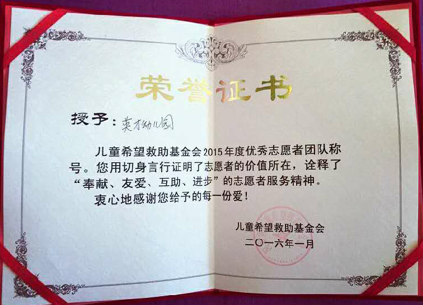 荣誉证书
授予：英才幼儿园
儿童希望救助基金会2015年度优秀志愿者团队称
号。您用切身言行证明了志愿者的价值所在，诠释了
“奉献、友爱、互助、进步”的志愿者服务精神。
衷心地感谢您给予的每一份爱！
儿童希望救助基金会
二〇一六年一月